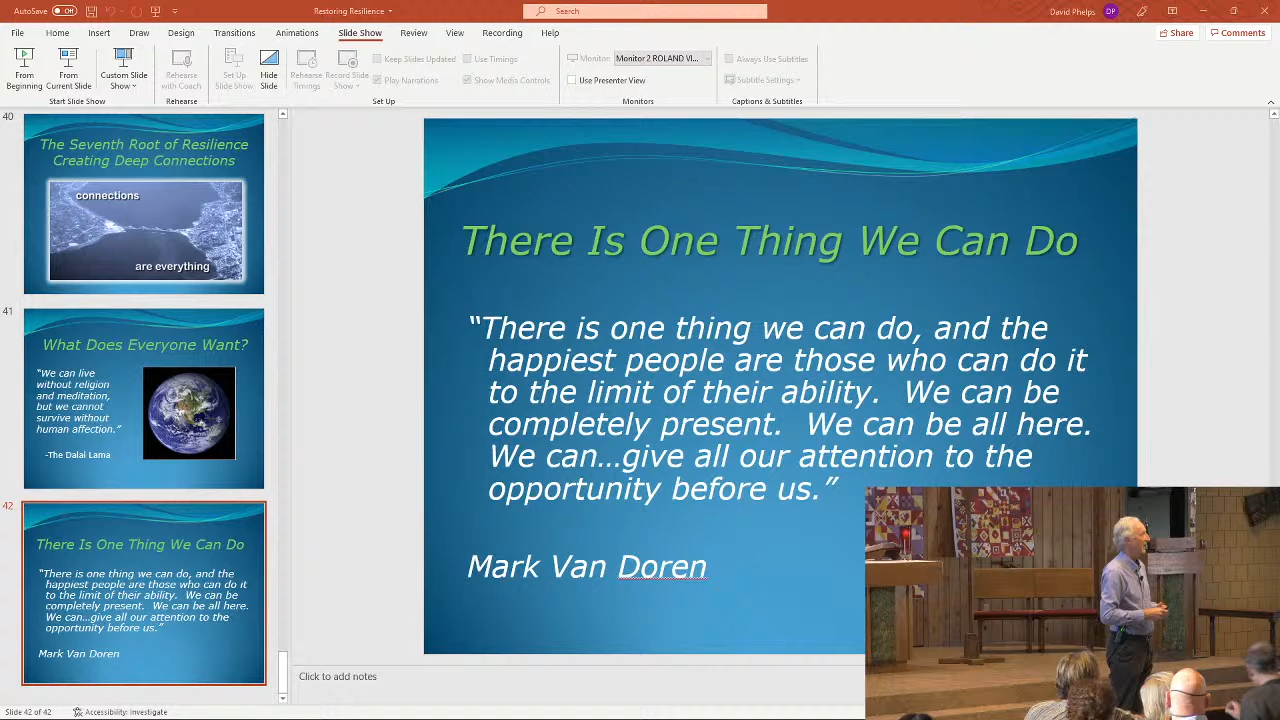 AutoSave Off
Restoring Resilience
Search
David Phelps DP
File Home Insert Draw Design Transitions Animations Slide Show Review View Recording Help
Share Comments
From Beginning
From Current Slide
Custom Slide Show
Rehearse with Coach
Set Up Slide Show
Hide Slide
Rehearse Timings
Record Slide Show
Keep Slides Updated
Play Narrations
Use Timings
Show Media Controls
Monitor: Monitor 2 ROLAND VI...
Use Presenter View
Always Use Subtitles
Subtitle Settings
Start Slide Show Rehearse Set Up Monitors Captions & Subtitles
40
The Seventh Root of Resilience
Creating Deep Connections
connections
are everything
41
What Does Everyone Want?
“We can live
without religion
and meditation,
but we cannot
survive without
human affection.”
-The Dalal Lama
42
There Is One Thing We Can Do
“There is one thing we can do, and the
happiest people are those who can do it
to the limit of their ability. We can be
completely present. We can be all here.
We can…give all our attention to the
opportunity before us.”
Mark Van Doren
There Is One Thing We Can Do
“There is one thing we can do, and the
happiest people are those who can do it
to the limit of their ability. We can be
completely present. We can be all here.
We can…give all our attention to the
opportunity before us.”
Mark Van Doren
Click to add notes
Slide 42 of 42 Accessibility: Investigate